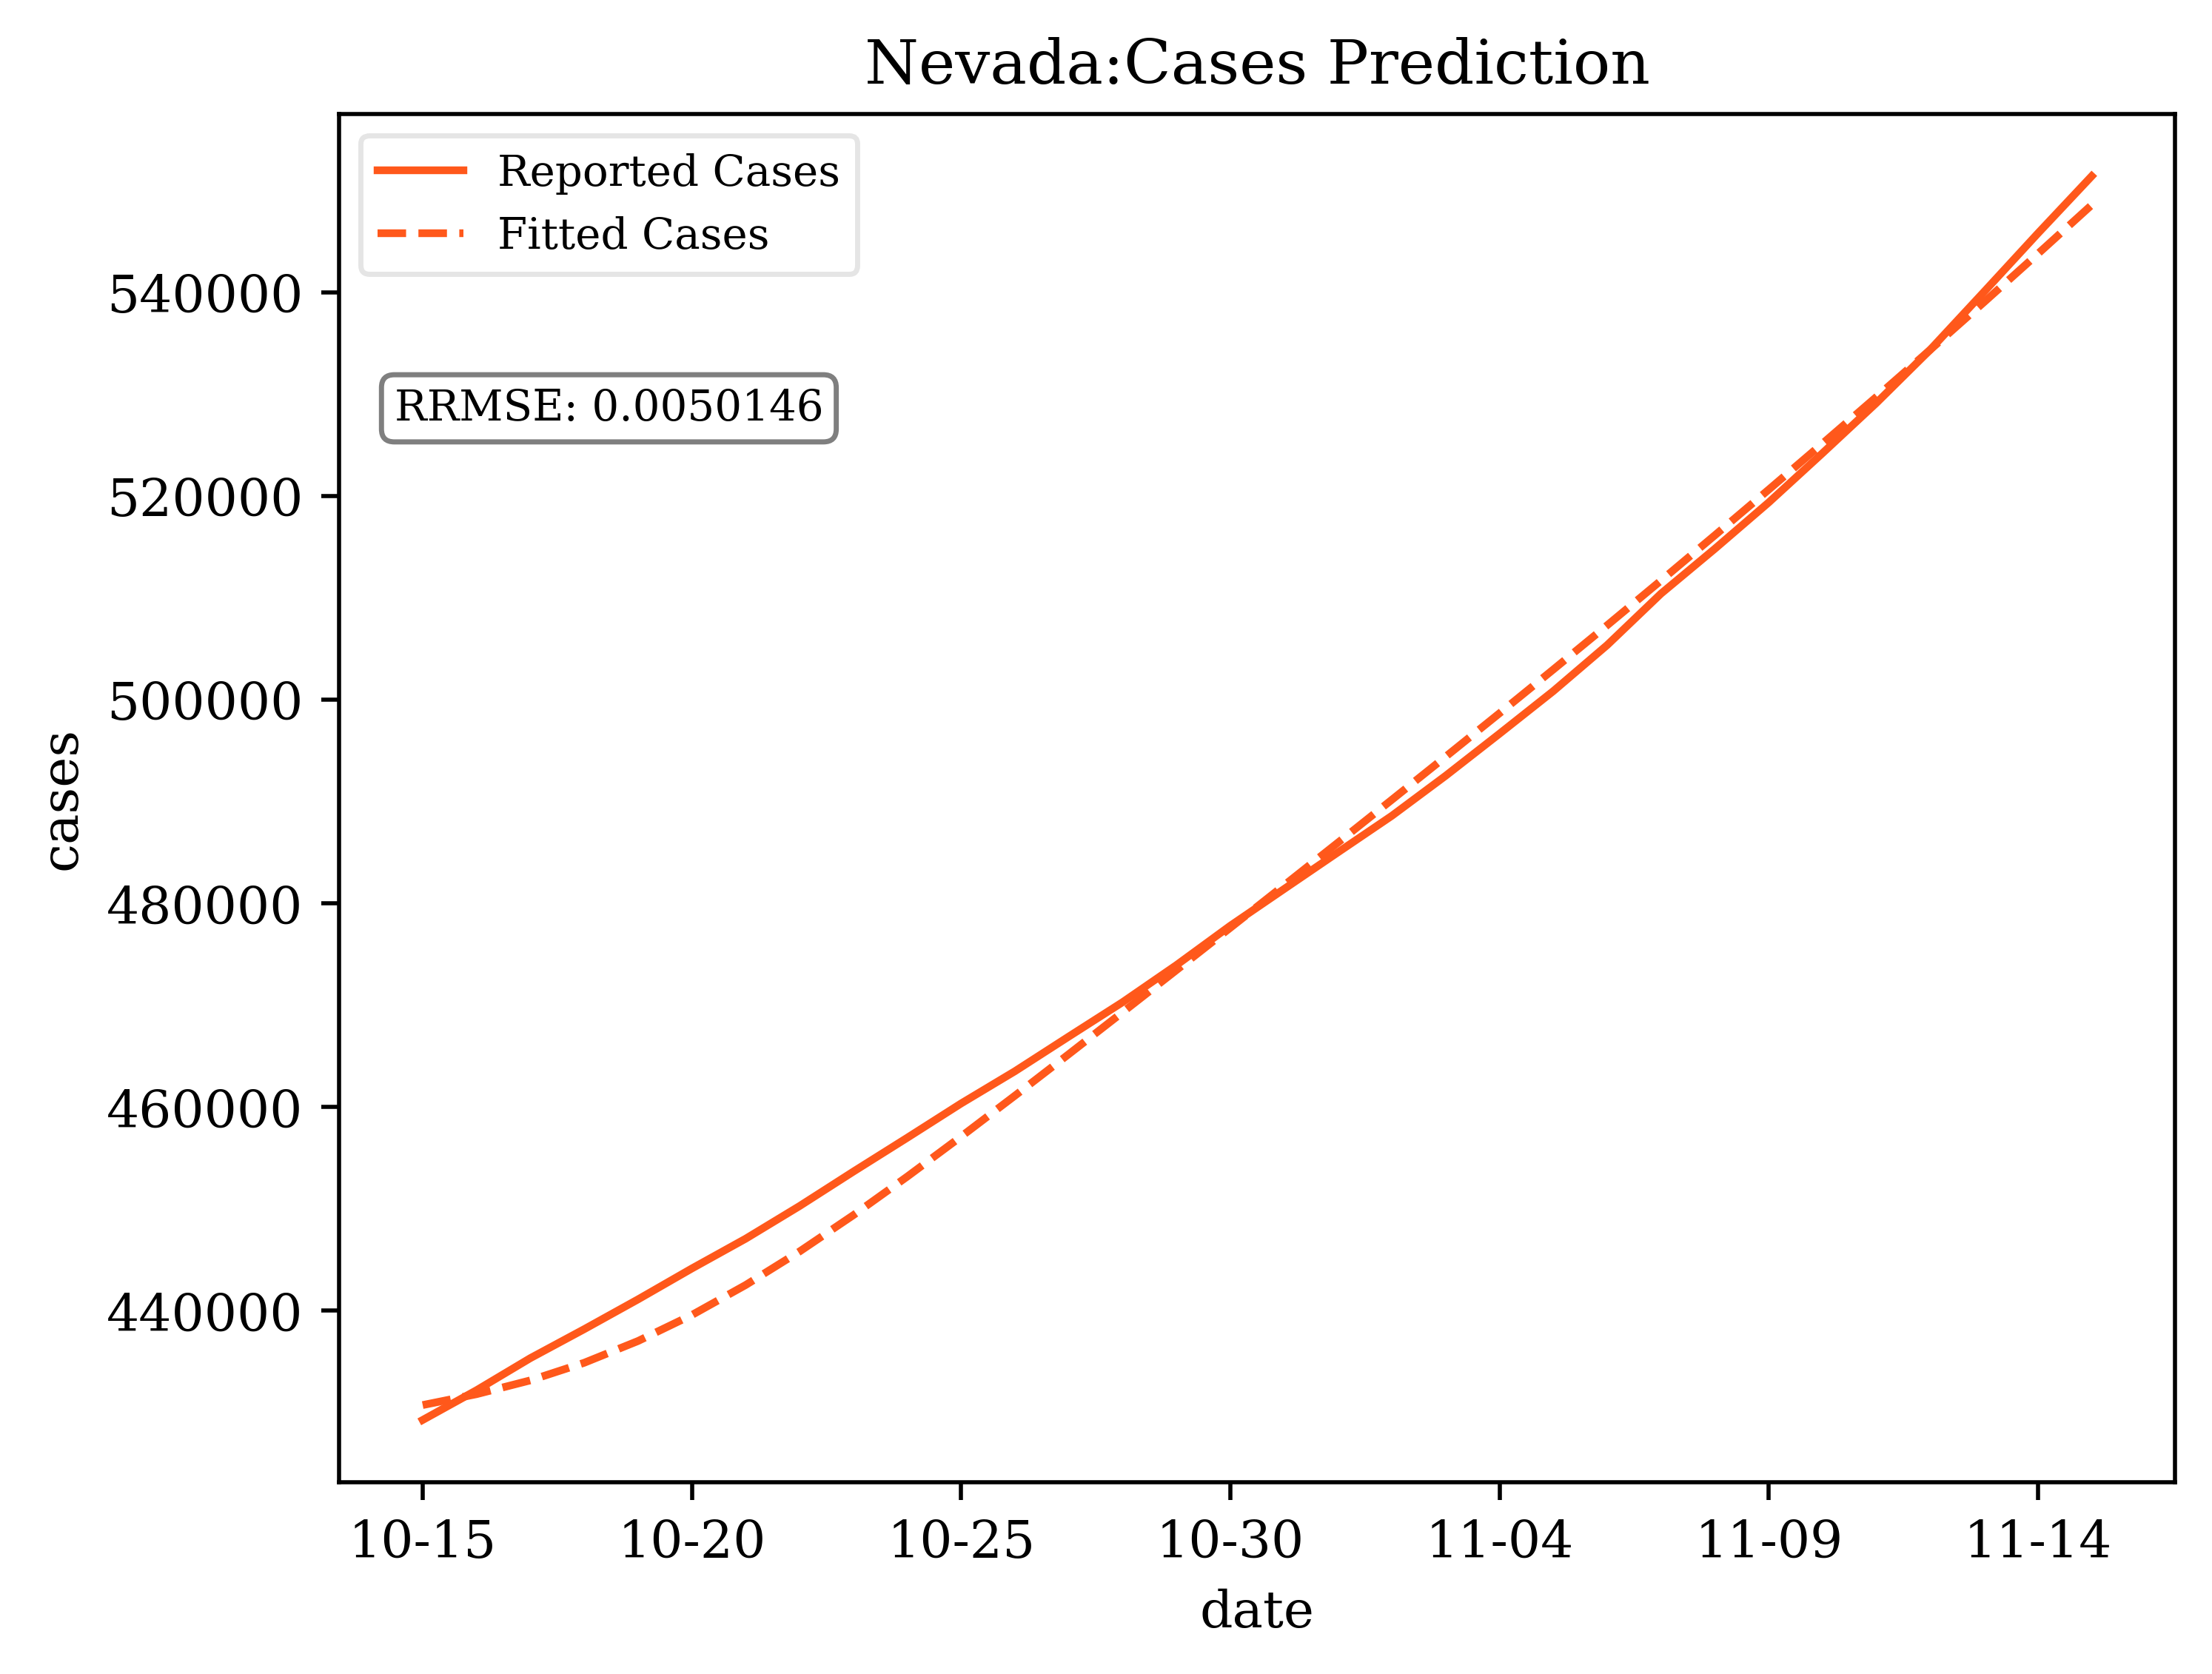 Nevada:Cases Prediction
Reported Cases
Fitted Cases
RRMSE: 0.0050146
540000
520000
500000
480000
460000
440000
cases
10-15 10-20 10-25 10-30 11-04 11-09 11-14
date